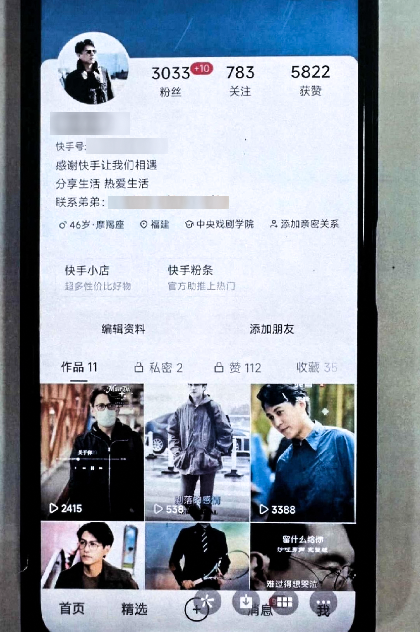 3033 +10 783 5822
粉丝 关注 获赞
快手号:
感谢快手让我们相遇
分享生活 热爱生活
联系弟弟:
46岁·摩羯座 福建 中央戏剧学院 添加亲密关系
快手小店 快手粉条
超多性价比好物 官方助推上热门
编辑资料 添加朋友
作品 11 私密 2 赞 112 收藏 35
关于你
2415 538 3388
留什么给你
难过得想哭泣
首页 精选 + 消息 我